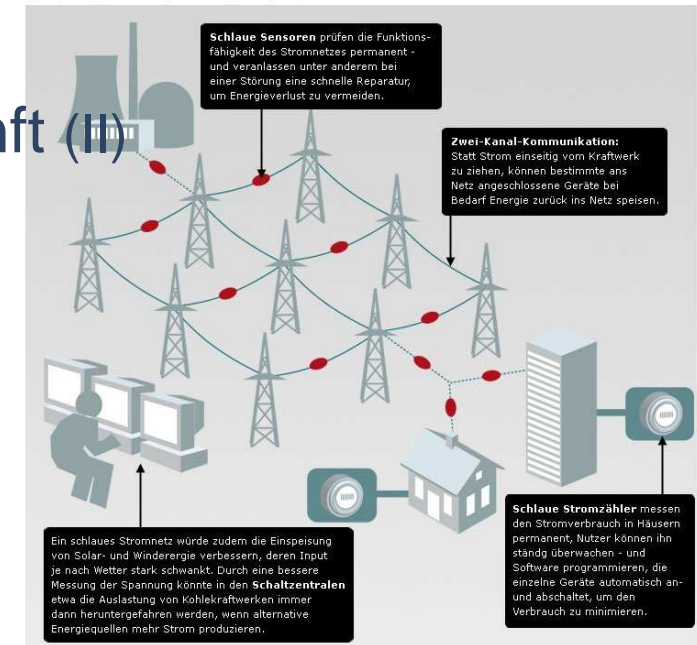 Schlaue Sensoren prüfen die Funktions-
fähigkeit des Stromnetzes permanent -
und veranlassen unter anderem bei
einer Störung eine schnelle Reparatur,
um Energieverlust zu vermeiden.
ft (II)
Zwei-Kanal-Kommunikation:
Statt Strom einseitig vom Kraftwerk
zu ziehen, können bestimmte ans
Netz angeschlossene Geräte bei
Bedarf Energie zurück ins Netz speisen.
Ein schlaues Stromnetz würde zudem die Einspeisung
von Solar- und Winderergie verbessern, deren Input
je nach Wetter stark schwankt. Durch eine bessere
Messung der Spannung könnte in den Schaltzentralen
etwa die Auslastung von Kohlekraftwerken immer
dann heruntergefahren werden, wenn alternative
Energiequellen mehr Strom produzieren.
Schlaue Stromzähler messen
den Stromverbrauch in Häusern
permanent, Nutzer können ihn
ständg überwachen - und
Software programmieren, die
einzelne Geräte automatisch an-
und abschaltet, um den
Verbrauch zu minimieren.